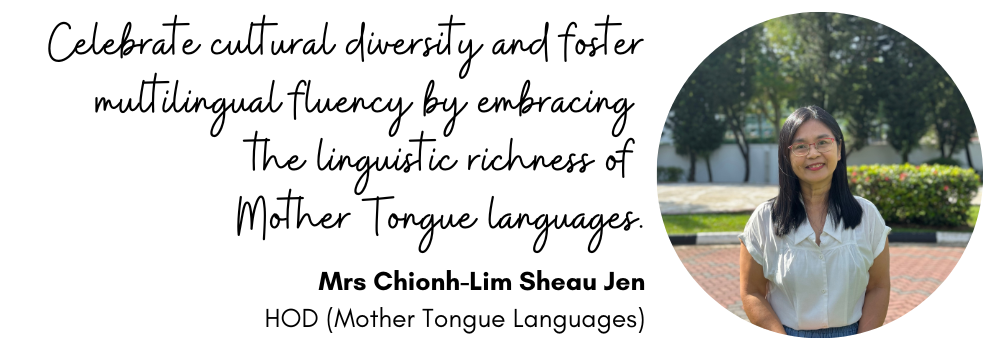 Celebrate cultural diversity and foster
multilingual fluency by embracing
the linguistic richness of
Mother Tongue languages.
Mrs Chionh-Lim Sheau Jen
HOD (Mother Tongue Languages)